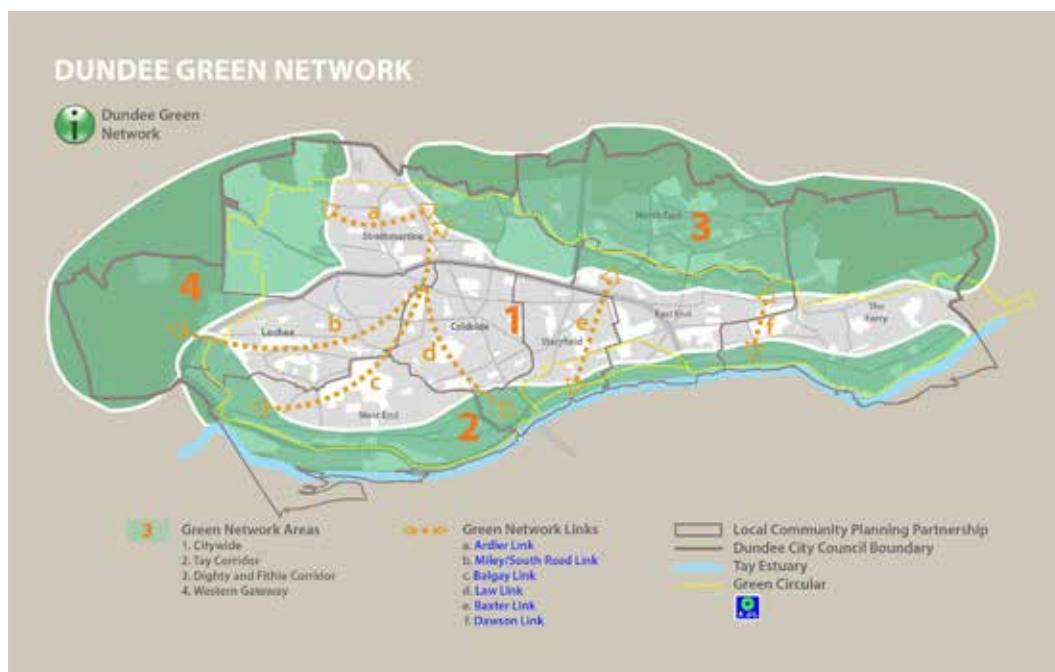 DUNDEE GREEN NETWORK
Dundee Green
Network
a
Strathmartine
North East
3
4
Lochee
b
Coldside
1
d
c
West End
Maryfield
e
East End
f
The
Ferry
2
3
Green Network Areas
1. Citywide
2. Tay Corridor
3. Dighty and Fithie Corridor
4. Western Gateway
Green Network Links
a. Ardler Link
b. Miley/South Road Link
c. Balgay Link
d. Law Link
e. Baxter Link
f. Dawson Link
Local Community Planning Partnership
Dundee City Council Boundary
Tay Estuary
Green Circular